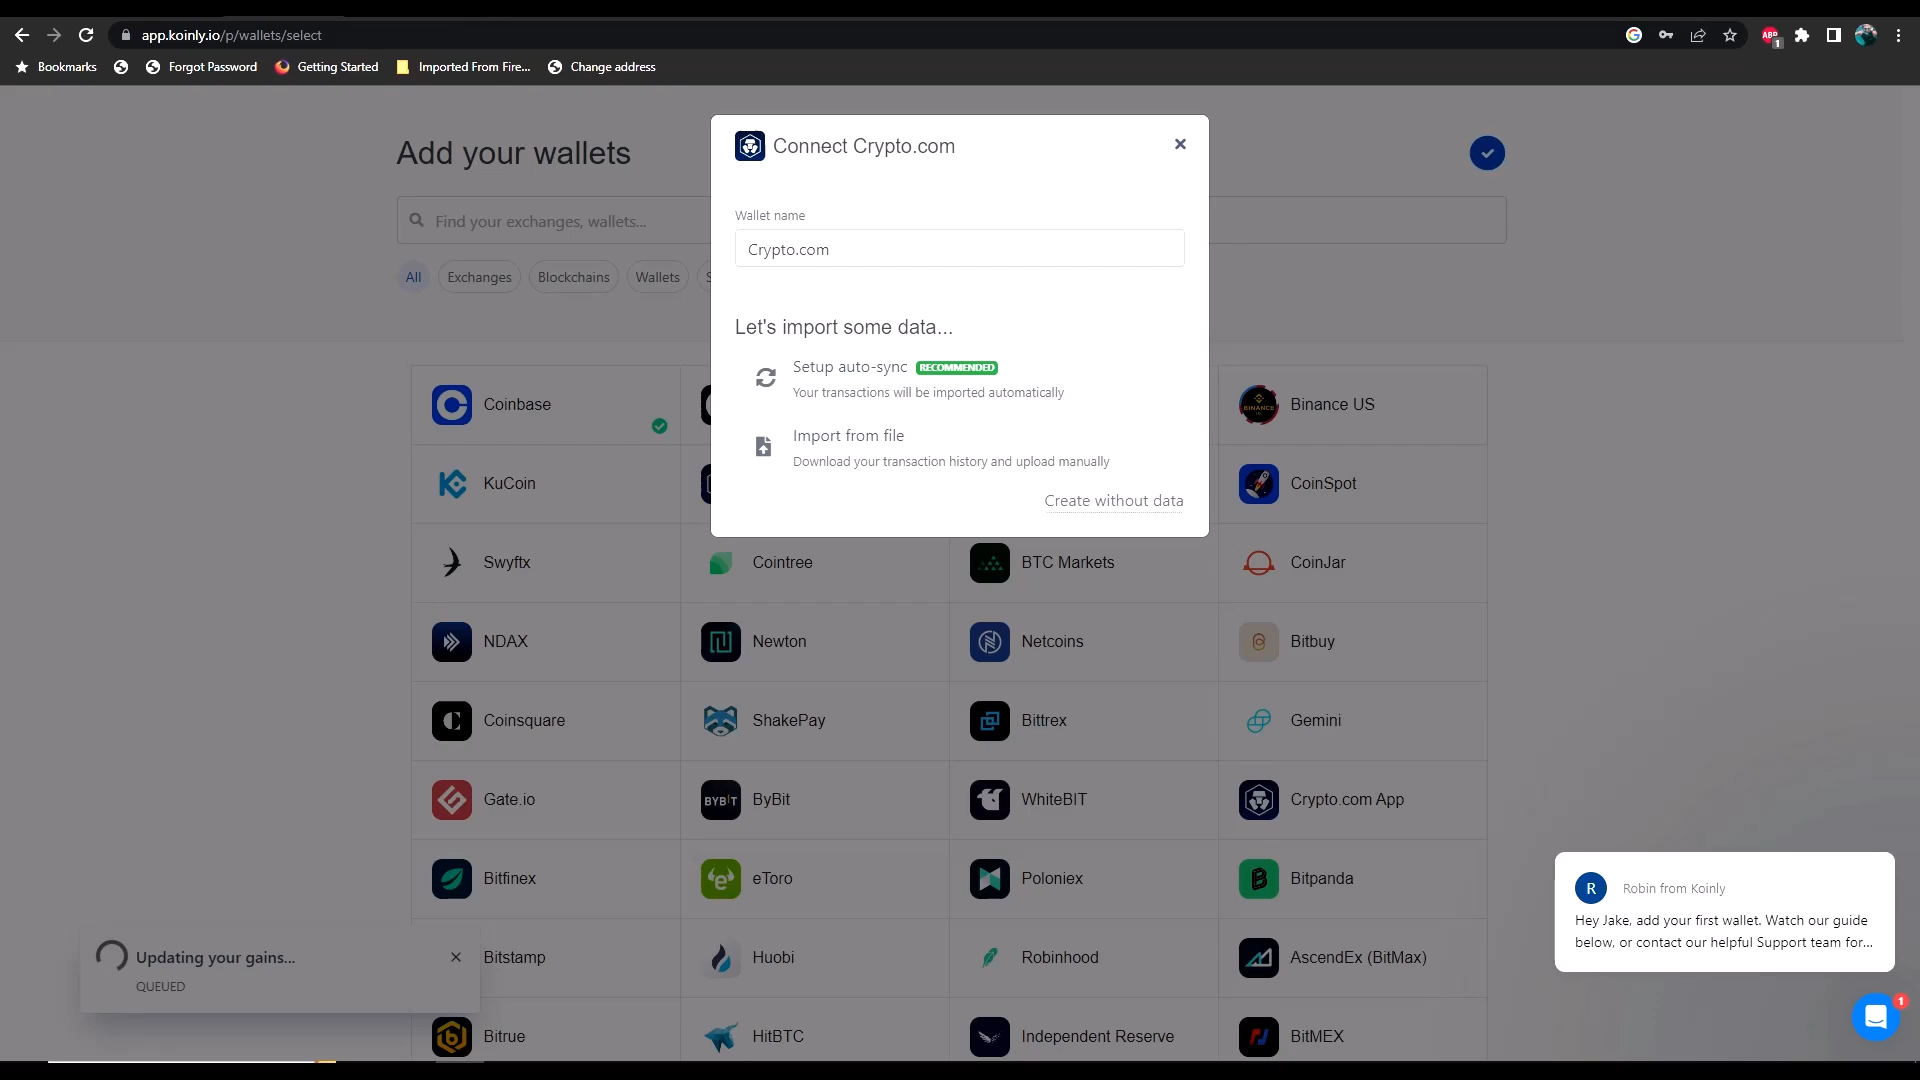 app.koinly.io/p/wallets/select
ABP
1
Bookmarks
Forgot Password
Getting Started
Imported From Fire...
Change address
Add your wallets
Find your exchanges, wallets...
All
Exchanges
Blockchains
Wallets
S
Connect Crypto.com
Wallet name
Crypto.com
Let's import some data...
Setup auto-sync RECOMMENDED
Your transactions will be imported automatically
Import from file
Download your transaction history and upload manually
Create without data
Coinbase
BINANCE
Binance US
KuCoin
CoinSpot
Swyftx
Cointree
BTC Markets
CoinJar
NDAX
Newton
Netcoins
Bitbuy
Coinsquare
ShakePay
Bittrex
Gemini
Gate.io
BYBIT
ByBit
WhiteBIT
Crypto.com App
Bitfinex
eToro
Poloniex
Bitpanda
Bitstamp
Huobi
Robinhood
AscendEx (BitMax)
Bitrue
HitBTC
Independent Reserve
BitMEX
Updating your gains...
QUEUED
R
Robin from Koinly
Hey Jake, add your first wallet. Watch our guide
below, or contact our helpful Support team for...
1